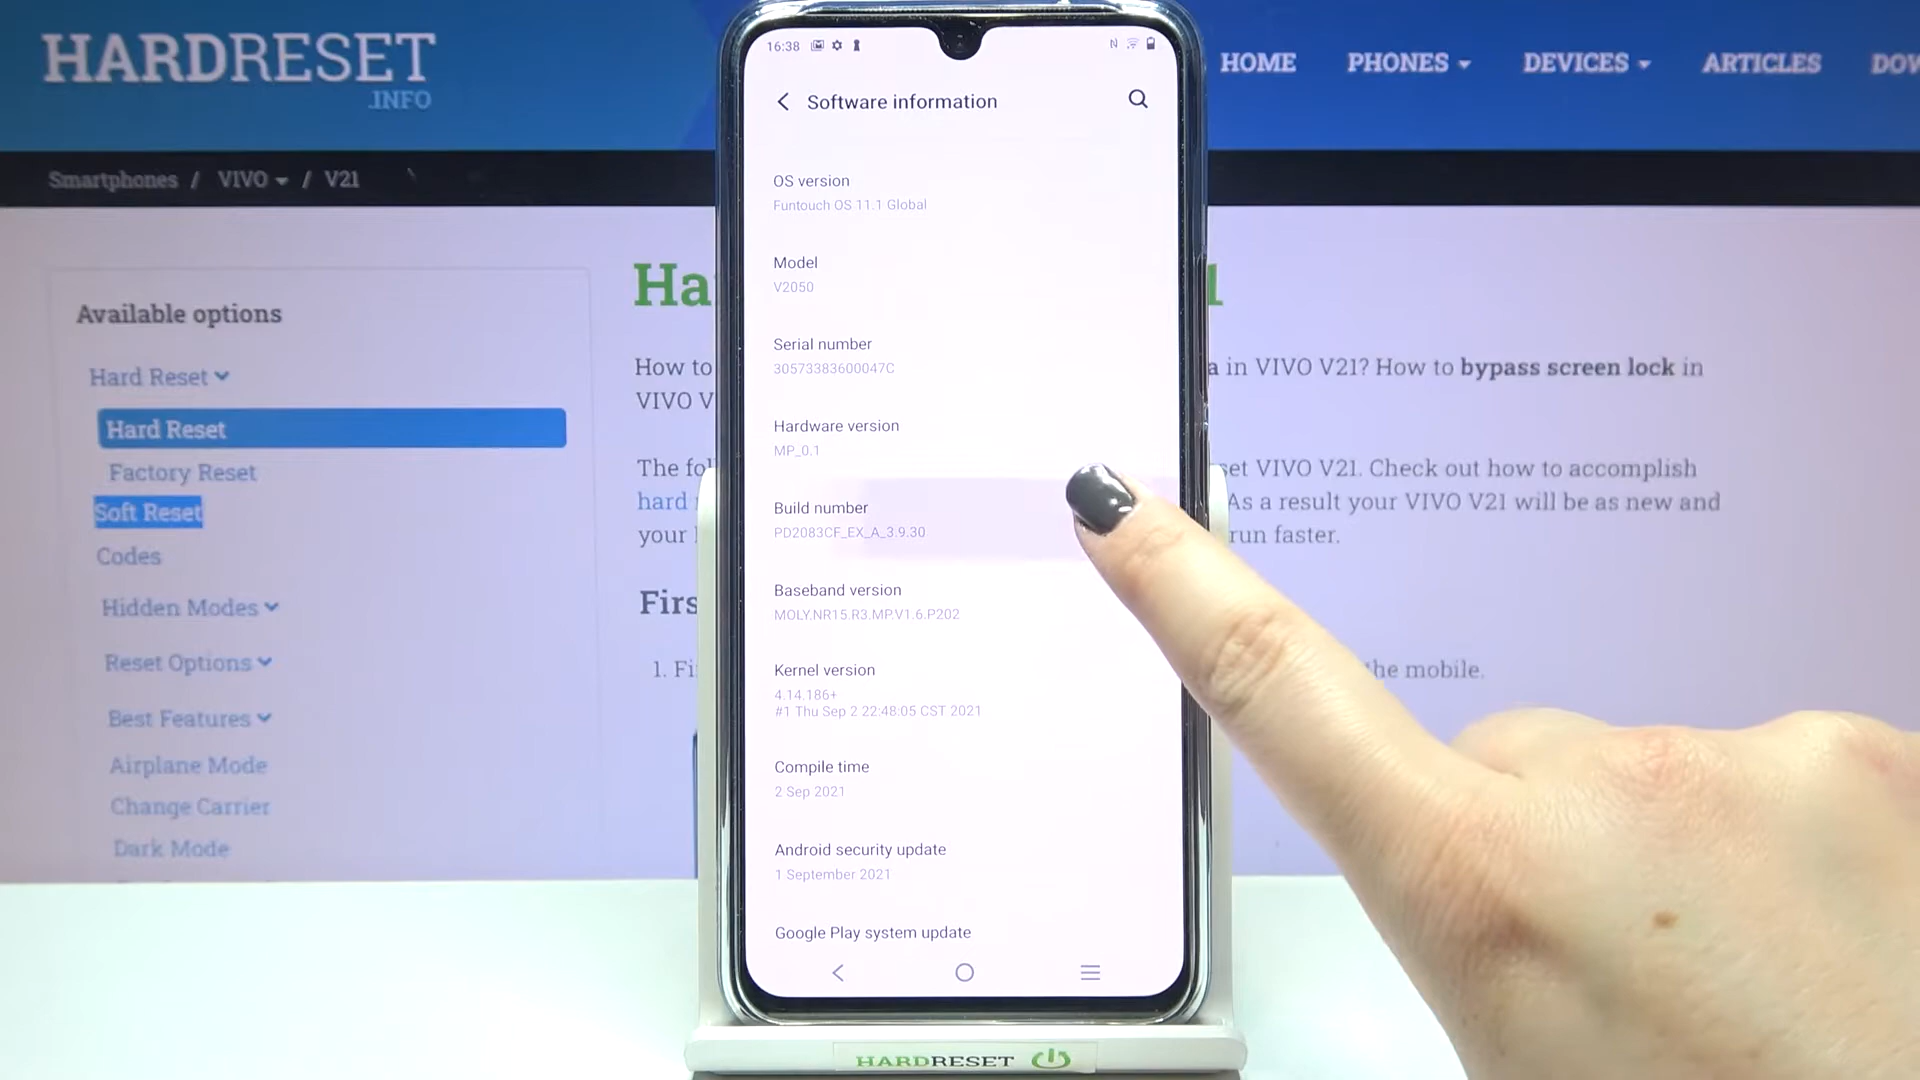 HARDRESET
.INFO
HOME
PHONES
DEVICES
ARTICLES
Smartphones / VIVO / V21
Available options
Hard Reset
Hard Reset
Factory Reset
Soft Reset
Codes
Hidden Modes
Reset Options
Best Features
Airplane Mode
Change Carrier
Dark Mode
16:38
Software information
OS version
Funtouch OS 11.1 Global
Model
V2050
Serial number
30573383600047C
Hardware version
MP_0.1
Build number
PD2083CF_EX_A_3.9.30
Baseband version
MOLY.NR15.R3.MP.V1.6.P202
Kernel version
4.14.186+
#1 Thu Sep 2 22:48:05 CST 2021
Compile time
2 Sep 2021
Android security update
1 September 2021
Google Play system update
How to
in VIVO V21? How to bypass screen lock in
VIVO V
The
VIVO V21. Check out how to accomplish
hard
As a result your VIVO V21 will be as new and
your
run faster.
1.
the mobile.
HARDRESET